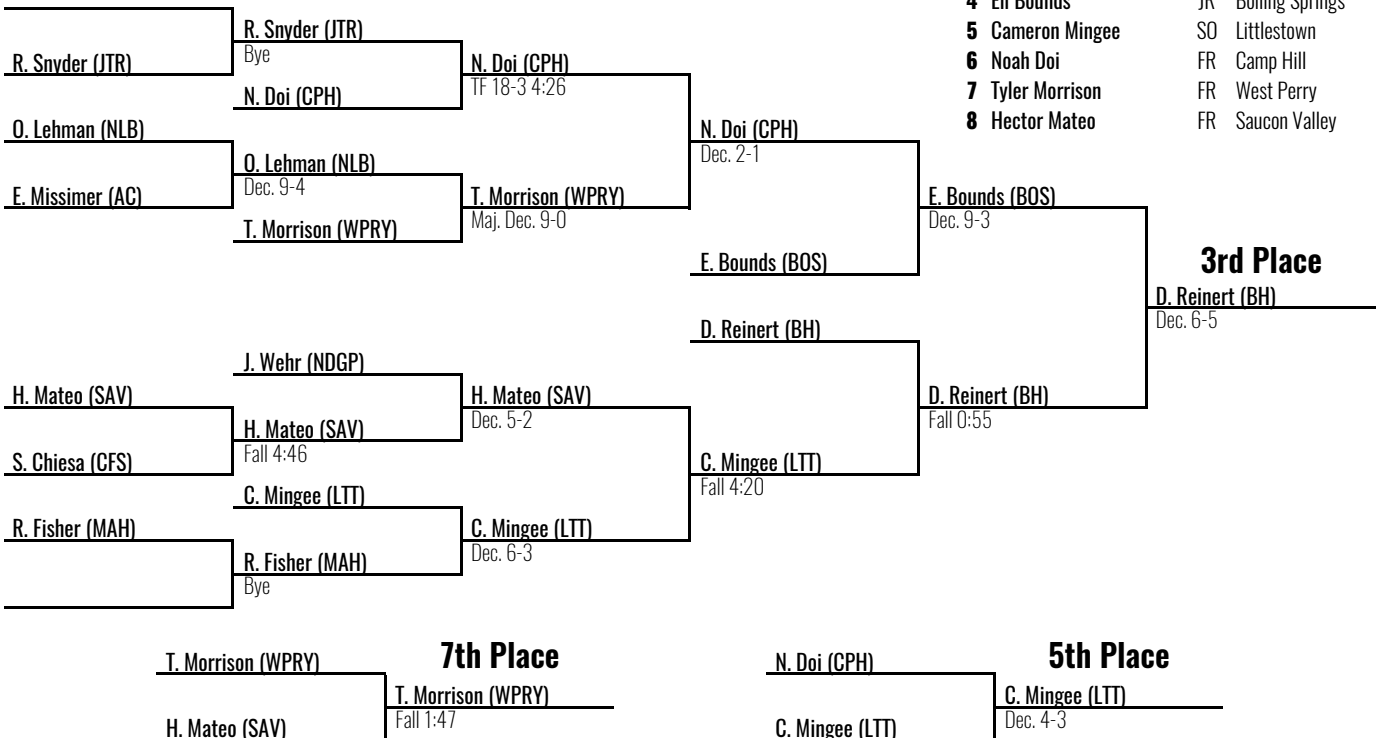 4 Eli Bounds JR Boiling Springs
5 Cameron Mingee SO Littlestown
6 Noah Doi FR Camp Hill
7 Tyler Morrison FR West Perry
8 Hector Mateo FR Saucon Valley
R. Snyder (JTR)
O. Lehman (NLB)
E. Missimer (AC)
H. Mateo (SAV)
S. Chiesa (CFS)
R. Fisher (MAH)
R. Snyder (JTR)
Bye
N. Doi (CPH)
O. Lehman (NLB)
Dec. 9-4
T. Morrison (WPRY)
J. Wehr (NDGP)
H. Mateo (SAV)
Fall 4:46
C. Mingee (LTT)
R. Fisher (MAH)
Bye
N. Doi (CPH)
TF 18-3 4:26
T. Morrison (WPRY)
Maj. Dec. 9-0
H. Mateo (SAV)
Dec. 5-2
C. Mingee (LTT)
Dec. 6-3
N. Doi (CPH)
Dec. 2-1
E. Bounds (BOS)
D. Reinert (BH)
C. Mingee (LTT)
Fall 4:20
E. Bounds (BOS)
Dec. 9-3
D. Reinert (BH)
Fall 0:55
3rd Place
D. Reinert (BH)
Dec. 6-5
7th Place
T. Morrison (WPRY)
H. Mateo (SAV)
T. Morrison (WPRY)
Fall 1:47
5th Place
N. Doi (CPH)
C. Mingee (LTT)
C. Mingee (LTT)
Dec. 4-3